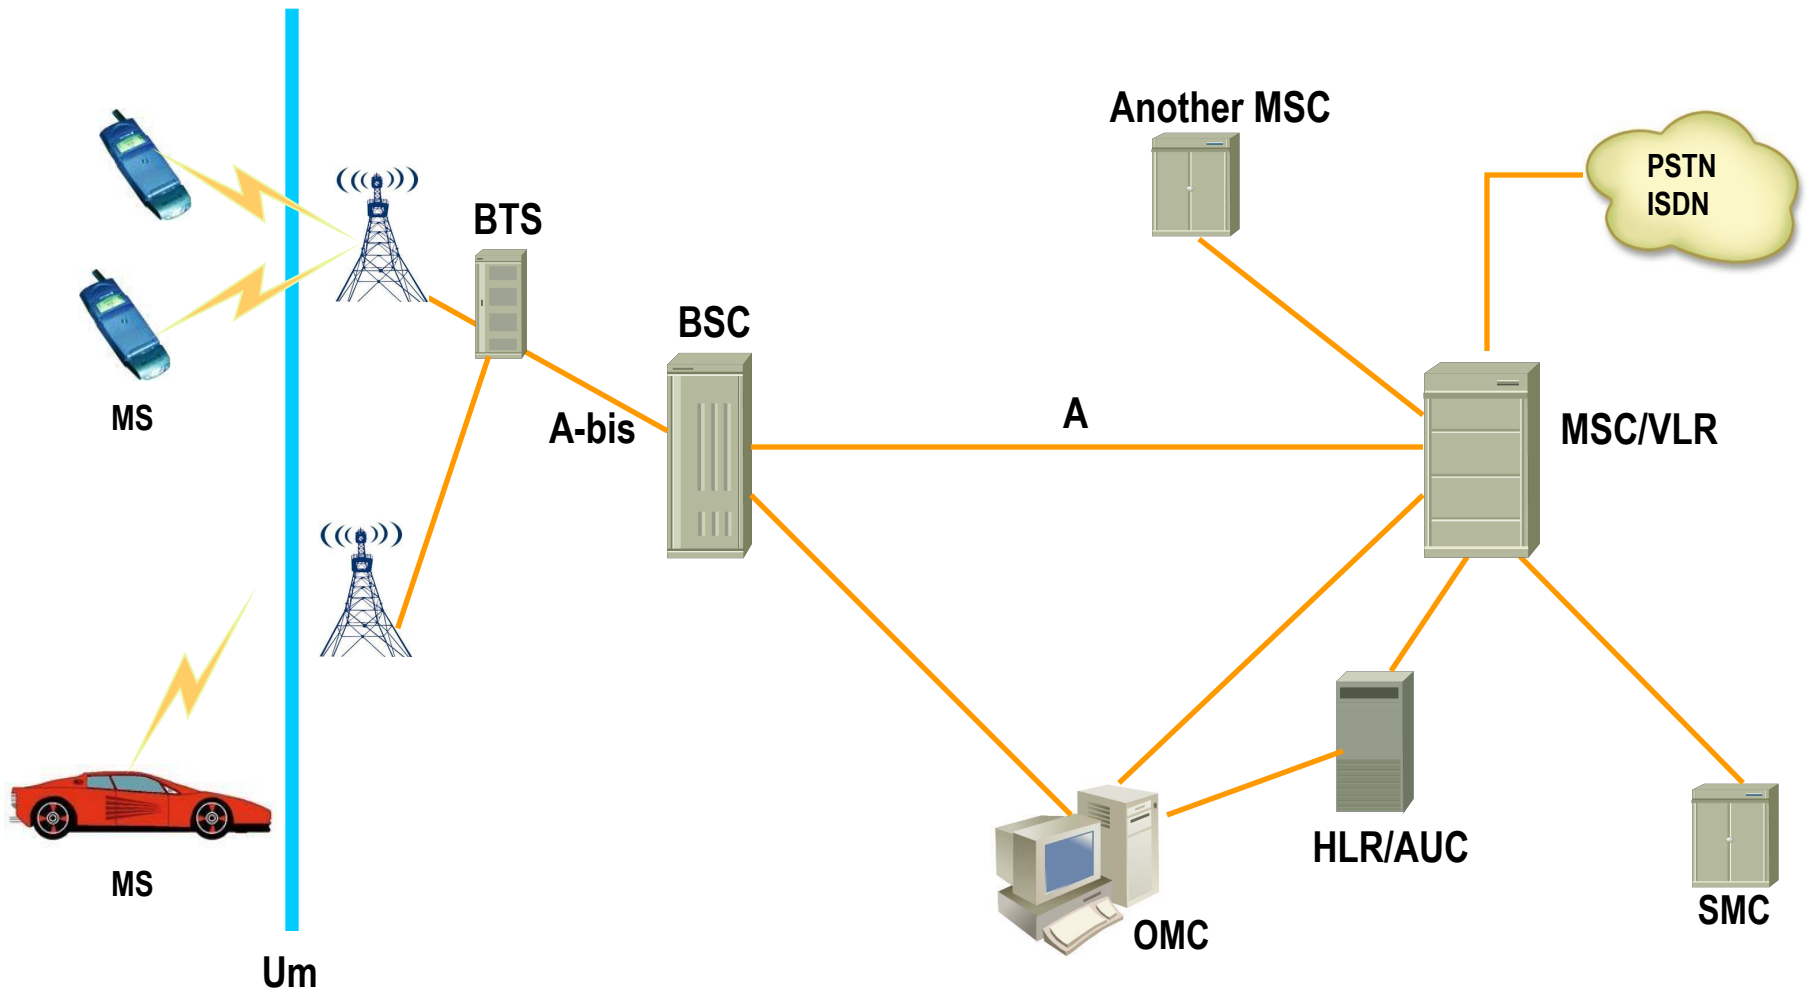 Another MSC
PSTN
ISDN
BTS
BSC
MS
A-bis
A
MSC/VLR
HLR/AUC
MS
SMC
OMC
Um